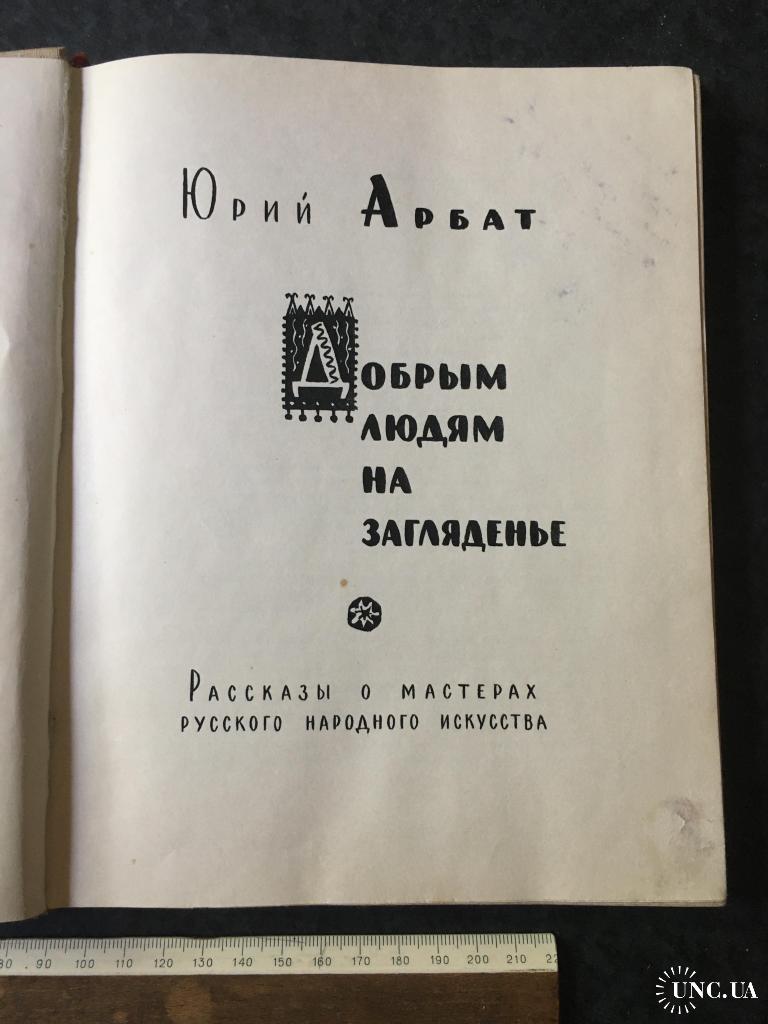 Юрий Арбат
Добрым
людям
на
загляденье
Рассказы о мастерах
русского народного искусства
80 90 100 110 120 130 140 150 160 170 180 190 200 210 22
UNC.UA